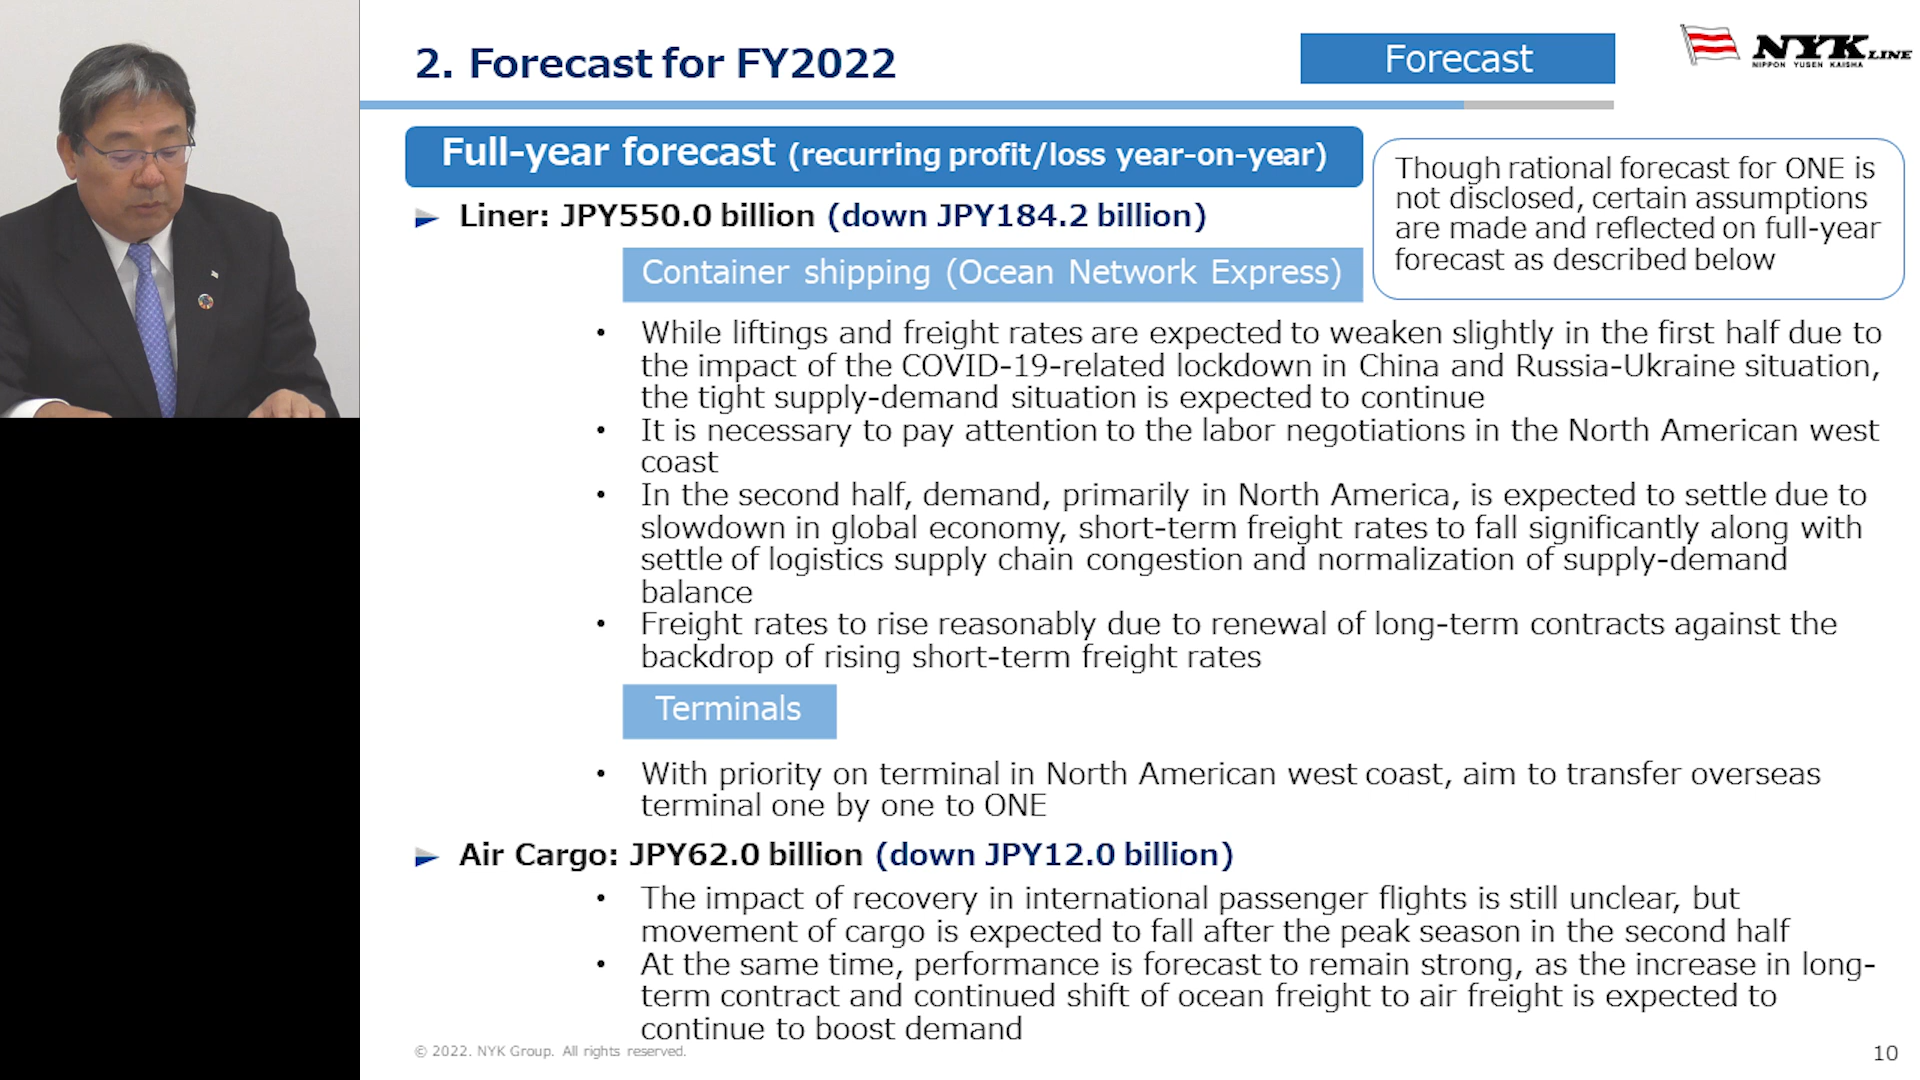 2. Forecast for FY2022
Forecast
NYK LINE
NIPPON YUSEN KAISHA
Full-year forecast (recurring profit/loss year-on-year)
Though rational forecast for ONE is
not disclosed, certain assumptions
are made and reflected on full-year
forecast as described below
Liner: JPY550.0 billion (down JPY184.2 billion)
Container shipping (Ocean Network Express)
• While liftings and freight rates are expected to weaken slightly in the first half due to
the impact of the COVID-19-related lockdown in China and Russia-Ukraine situation,
the tight supply-demand situation is expected to continue
• It is necessary to pay attention to the labor negotiations in the North American west
coast
• In the second half, demand, primarily in North America, is expected to settle due to
slowdown in global economy, short-term freight rates to fall significantly along with
settle of logistics supply chain congestion and normalization of supply-demand
balance
• Freight rates to rise reasonably due to renewal of long-term contracts against the
backdrop of rising short-term freight rates
Terminals
• With priority on terminal in North American west coast, aim to transfer overseas
terminal one by one to ONE
Air Cargo: JPY62.0 billion (down JPY12.0 billion)
• The impact of recovery in international passenger flights is still unclear, but
movement of cargo is expected to fall after the peak season in the second half
• At the same time, performance is forecast to remain strong, as the increase in long-
term contract and continued shift of ocean freight to air freight is expected to
continue to boost demand
© 2022. NYK Group. All rights reserved.
10